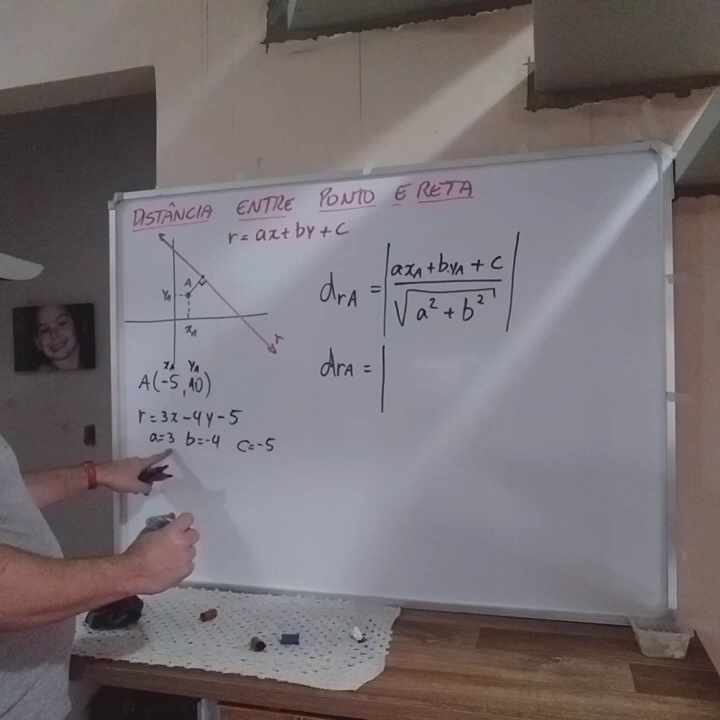 DISTÂNCIA ENTRE PONTO E RETA
r = ax + by + c
A
yA
xA
r
xA yA
A(-5, 10)
r = 3x - 4y - 5
a=3 b=-4 c=-5
drA = |axA + b.yA + c / √a² + b²|
drA = |